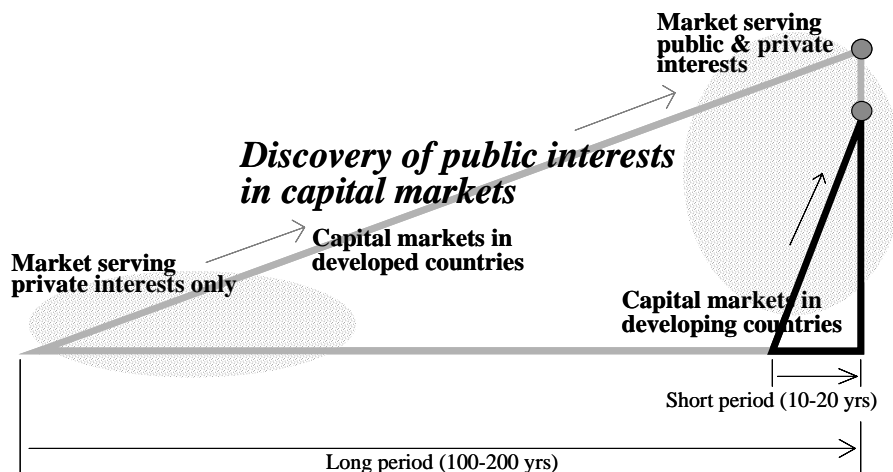 Market serving
public & private
interests
Discovery of public interests
in capital markets
Capital markets in
developed countries
Market serving
private interests only
Capital markets in
developing countries
Short period (10-20 yrs)
Long period (100-200 yrs)